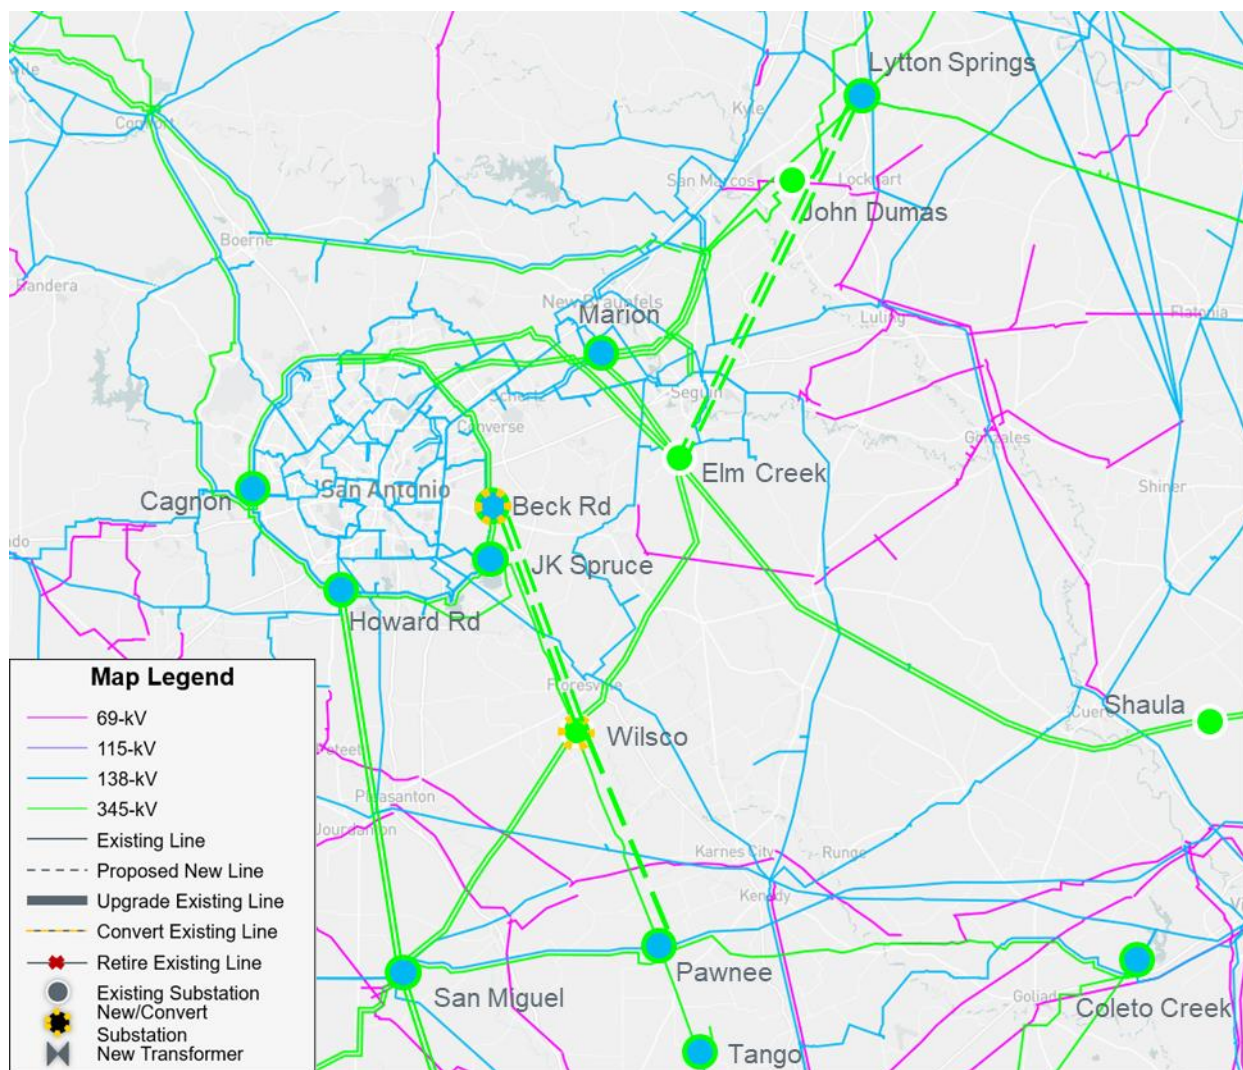 Lytton Springs
Kyle
Comfort
San Marcos
Lockhart
John Dumas
Boerne
Bandera
New Braunfels
Marion
Luling
Flatonia
Schertz
Seguin
Converse
Gonzales
Elm Creek
Cagnon
San Antonio
Beck Rd
Shiner
JK Spruce
Howard Rd
Floresville
Map Legend
Shaula
Cuero
69-kV
Wilsco
115-kV
Poteet
138-kV
Pleasanton
345-kV
Jourdanton
Existing Line
Karnes City
Runge
Proposed New Line
Kenedy
Upgrade Existing Line
Convert Existing Line
Retire Existing Line
Pawnee
Existing Substation
San Miguel
Goliad
Coleto Creek
New/Convert
Substation
New Transformer
Tango